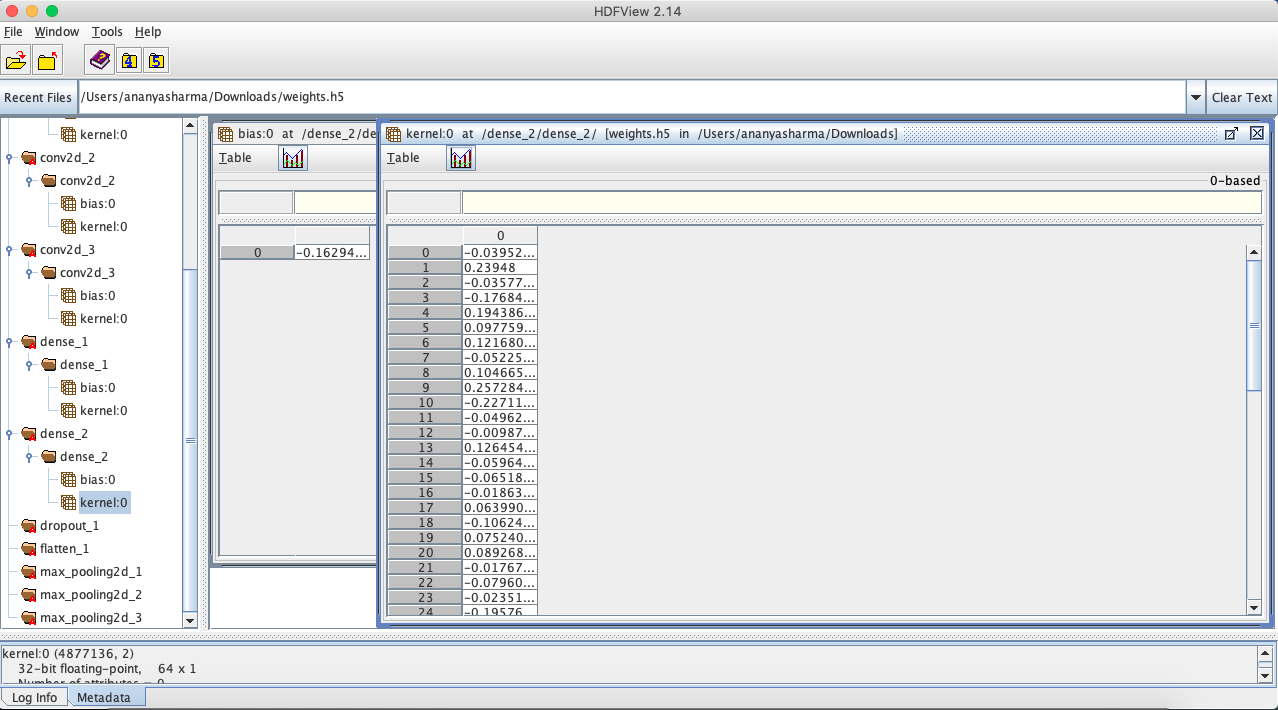 HDFView 2.14
File Window Tools Help
4 5
Recent Files /Users/ananyasharma/Downloads/weights.h5 Clear Text
kernel:0
conv2d_2
conv2d_2
bias:0
kernel:0
conv2d_3
conv2d_3
bias:0
kernel:0
dense_1
dense_1
bias:0
kernel:0
dense_2
dense_2
bias:0
kernel:0
dropout_1
flatten_1
max_pooling2d_1
max_pooling2d_2
max_pooling2d_3
bias:0 at /dense_2/de
Table
0 -0.16294...
kernel:0 at /dense_2/dense_2/ [weights.h5 in /Users/ananyasharma/Downloads]
Table
0-based
0
0 -0.03952...
1 0.23948
2 -0.03577...
3 -0.17684...
4 0.194386...
5 0.097759...
6 0.121680...
7 -0.05225...
8 0.104665...
9 0.257284...
10 -0.22711...
11 -0.04962...
12 -0.00987...
13 0.126454...
14 -0.05964...
15 -0.06518...
16 -0.01863...
17 0.063990...
18 -0.10624...
19 0.075240...
20 0.089268...
21 -0.01767...
22 -0.07960...
23 -0.02351...
24 -0.19576
kernel:0 (4877136, 2)
32-bit floating-point, 64 x 1
Number of attributes = 0
Log Info Metadata